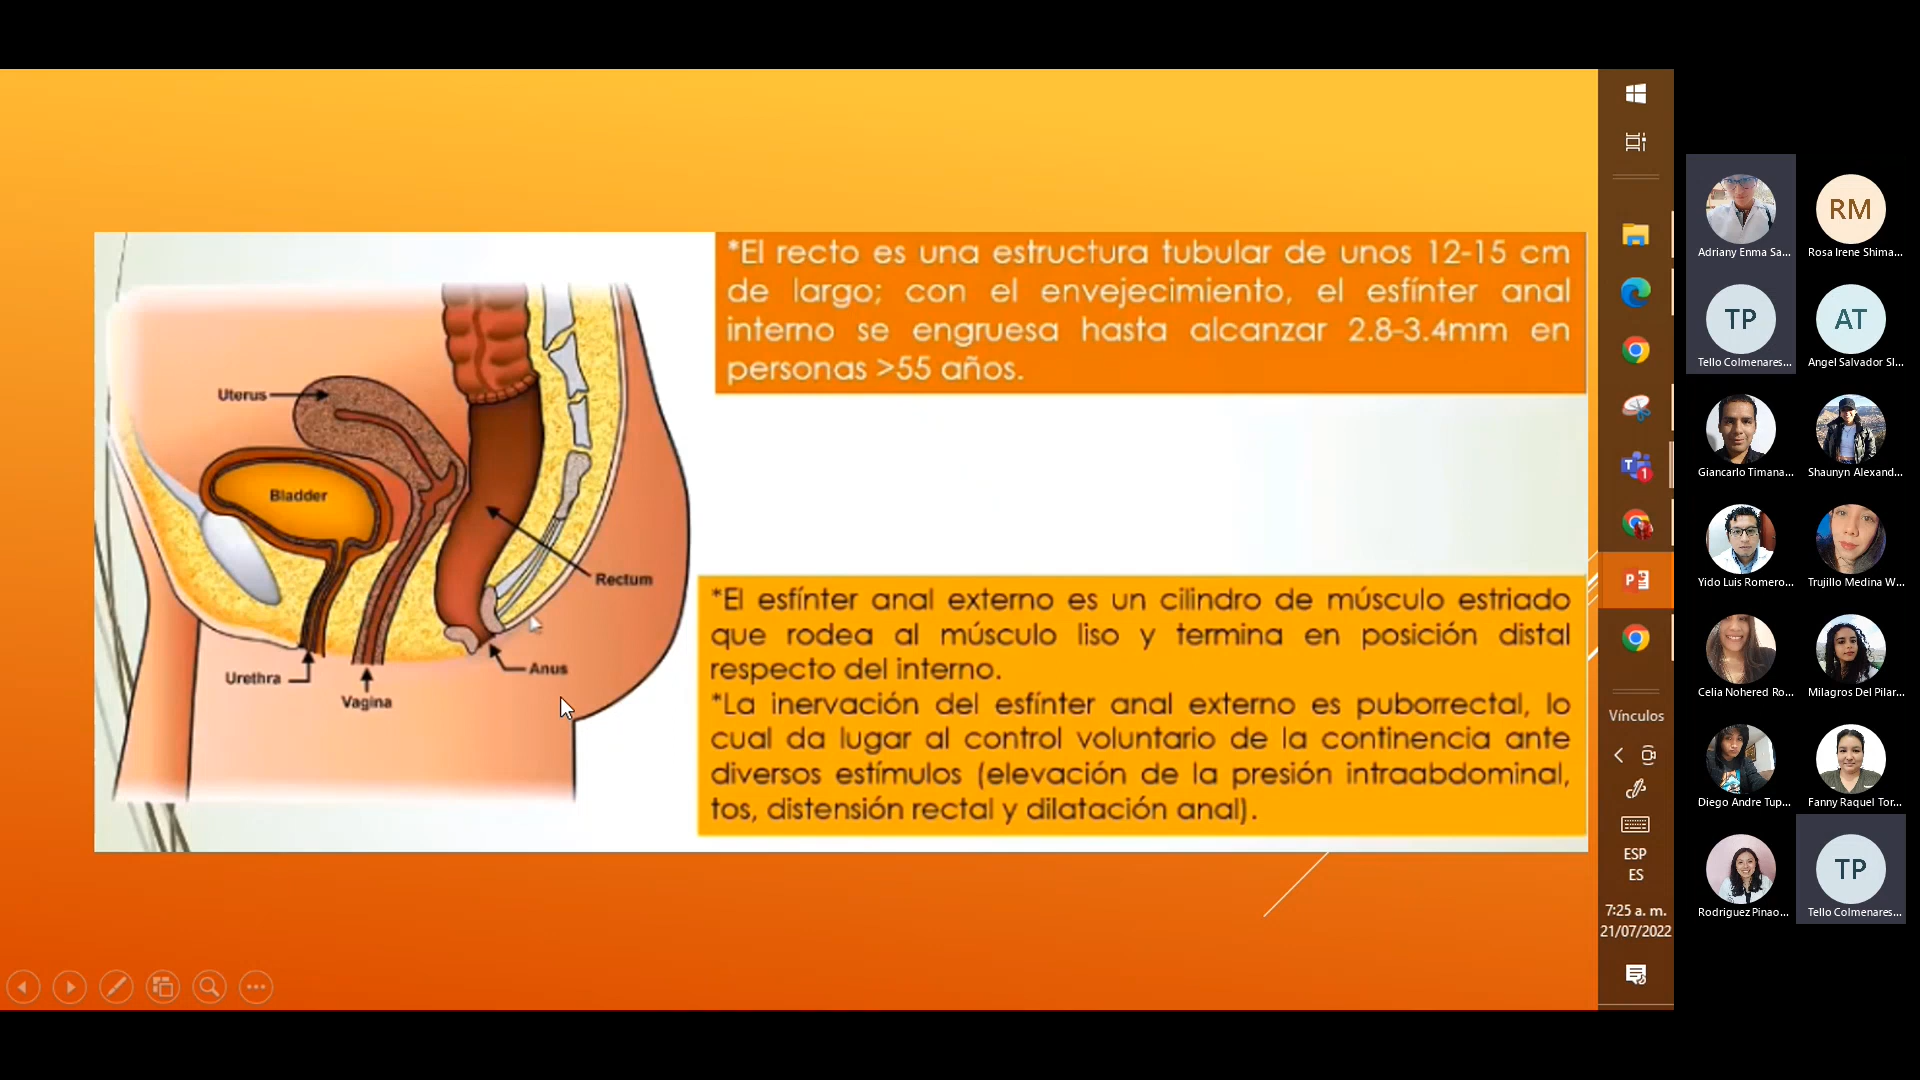 *El recto es una estructura tubular de unos 12-15 cm
de largo; con el envejecimiento, el esfínter anal
interno se engruesa hasta alcanzar 2.8-3.4mm en
personas >55 años.
Uterus
Bladder
Rectum
Anus
Urethra
Vagina
*El esfínter anal externo es un cilindro de músculo estriado
que rodea al músculo liso y termina en posición distal
respecto del interno.
*La inervación del esfínter anal externo es puborrectal, lo
cual da lugar al control voluntario de la continencia ante
diversos estímulos (elevación de la presión intraabdominal,
tos, distensión rectal y dilatación anal).
Vínculos
ESP
ES
7:25 a. m.
21/07/2022
Adriany Enma Sa...
RM
Rosa Irene Shima...
TP
Tello Colmenares...
AT
Angel Salvador Sl...
Giancarlo Timana...
Shaunyn Alexand...
Yido Luis Romero...
Trujillo Medina W...
Celia Nohered Ro...
Milagros Del Pilar...
Diego Andre Tup...
Fanny Raquel Tor...
Rodriguez Pinao...
TP
Tello Colmenares...